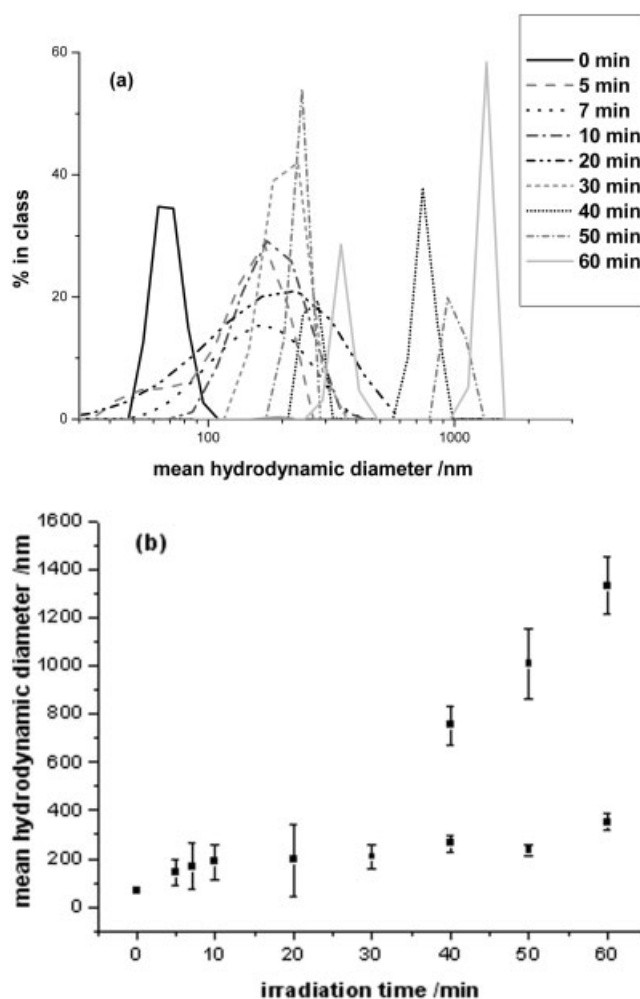 (a)
60
40
20
0
% in class
100
1000
mean hydrodynamic diameter /nm
0 min
5 min
7 min
10 min
20 min
30 min
40 min
50 min
60 min
(b)
1600
1400
1200
1000
800
600
400
200
0
mean hydrodynamic diameter /nm
0 10 20 30 40 50 60
irradiation time /min